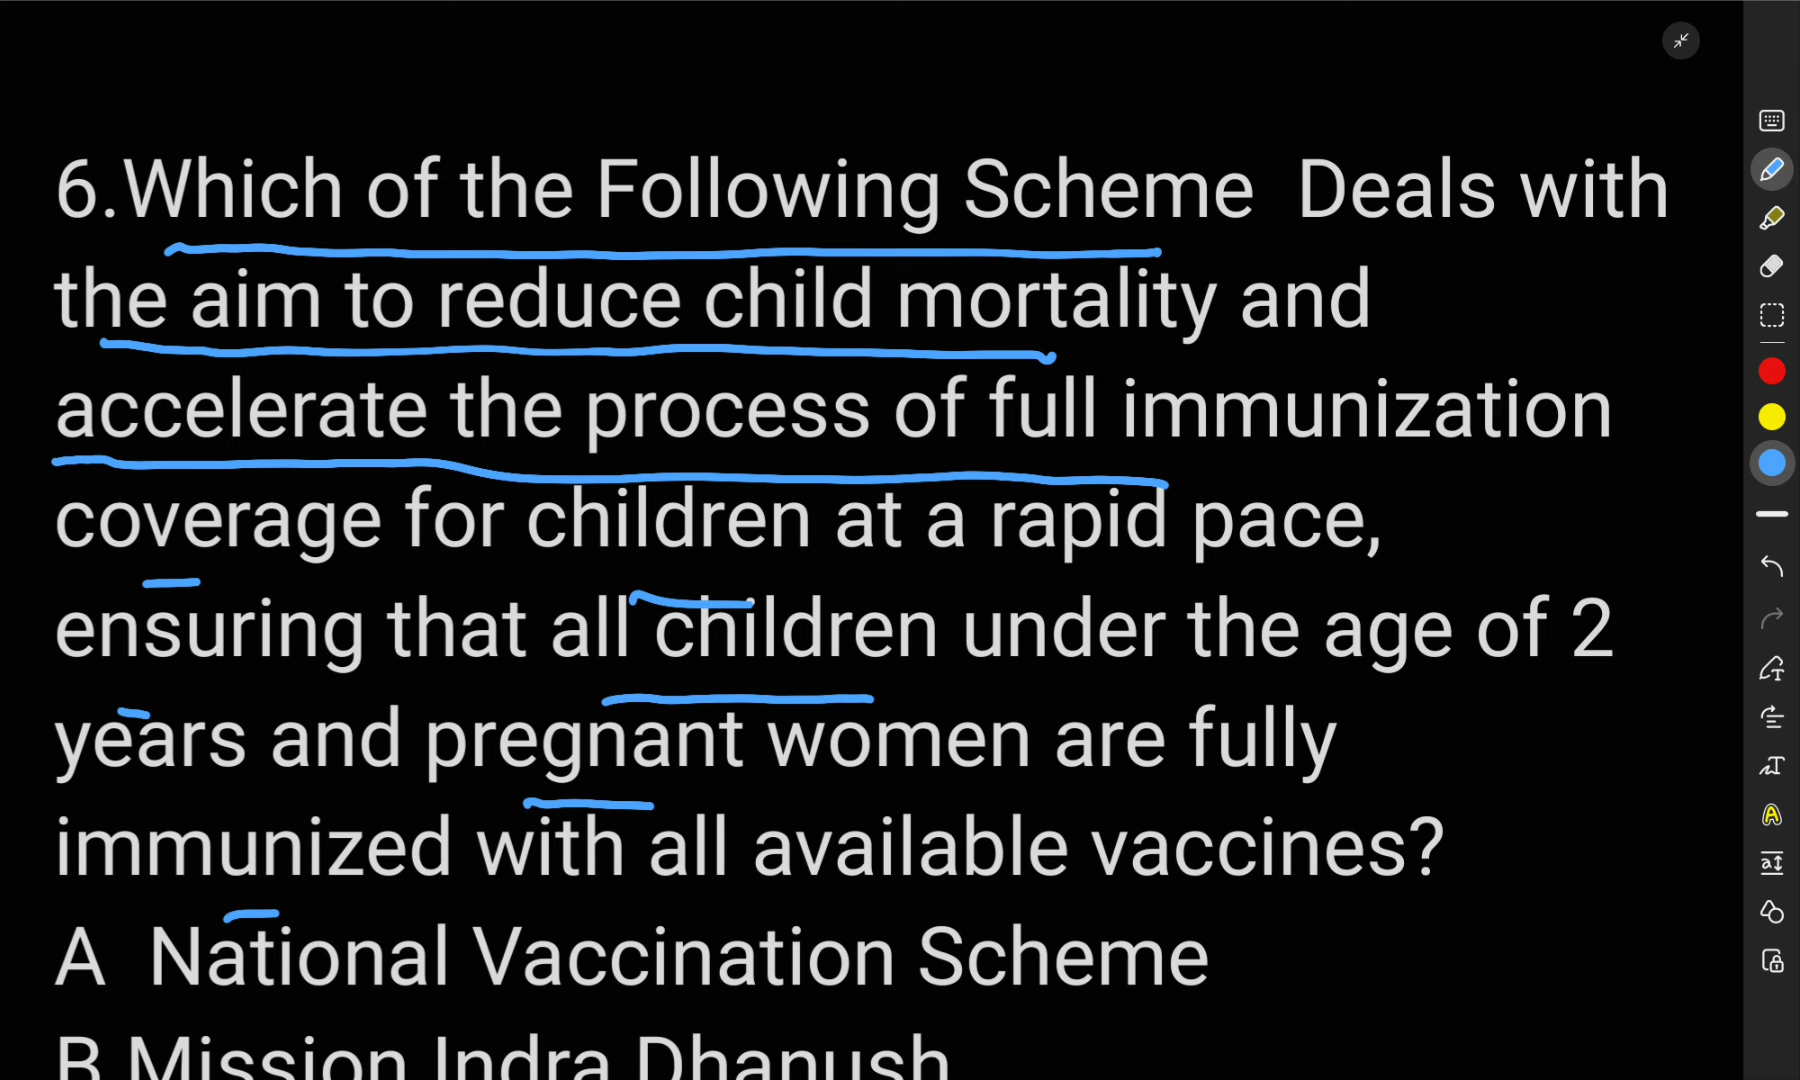 6.Which of the Following Scheme  Deals with
the aim to reduce child mortality and
accelerate the process of full immunization
coverage for children at a rapid pace,
ensuring that all children under the age of 2
years and pregnant women are fully
immunized with all available vaccines?
A  National Vaccination Scheme
B Mission Indra Dhanush